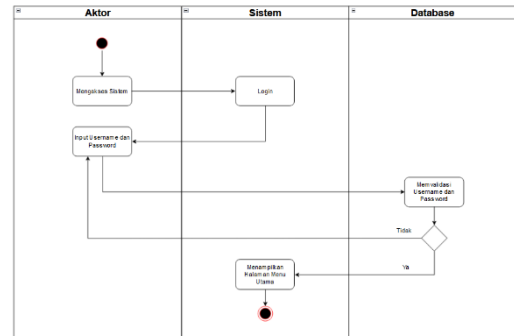 Aktor
Sistem
Database
Mengakses Sistem
Login
Input Username dan
Password
Memvalidasi
Username dan
Password
Tidak
Ya
Menampilkan
Halaman Menu
Utama